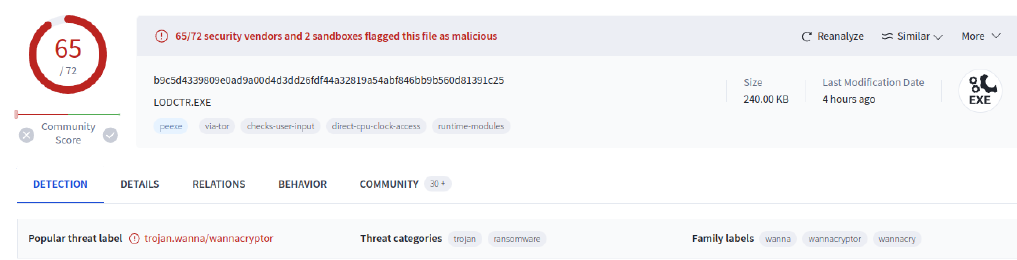 65
/ 72
Community
Score
65/72 security vendors and 2 sandboxes flagged this file as malicious
Reanalyze
Similar
More
b9c5d4339809e0ad9a00d4d3dd26fdf44a32819a54abf846bb9b560d81391c25
LODCTR.EXE
peexe via-tor checks-user-input direct-cpu-clock-access runtime-modules
Size
240.00 KB
Last Modification Date
4 hours ago
EXE
DETECTION DETAILS RELATIONS BEHAVIOR COMMUNITY 30 +
Popular threat label trojan.wanna/wannacryptor
Threat categories trojan ransomware
Family labels wanna wannacryptor wannacry